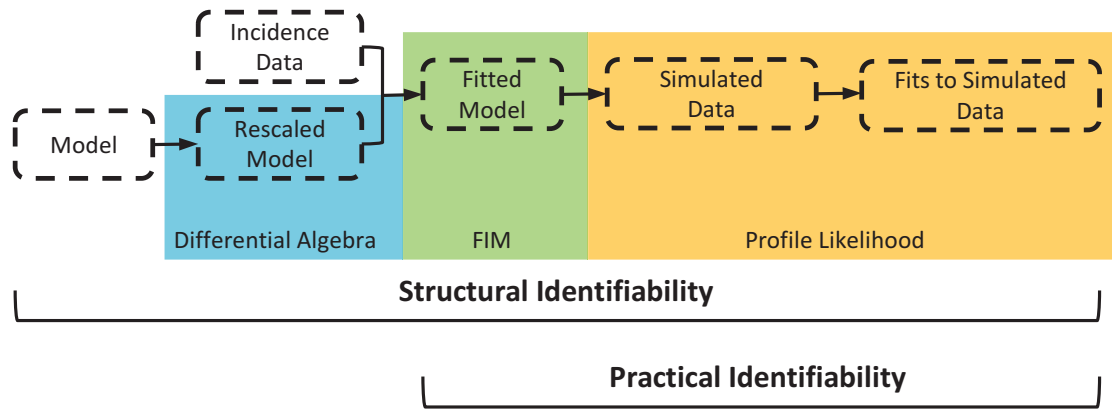 Incidence
Data
Model
Rescaled
Model
Fitted
Model
Simulated
Data
Fits to Simulated
Data
Differential Algebra
FIM
Profile Likelihood
Structural Identifiability
Practical Identifiability